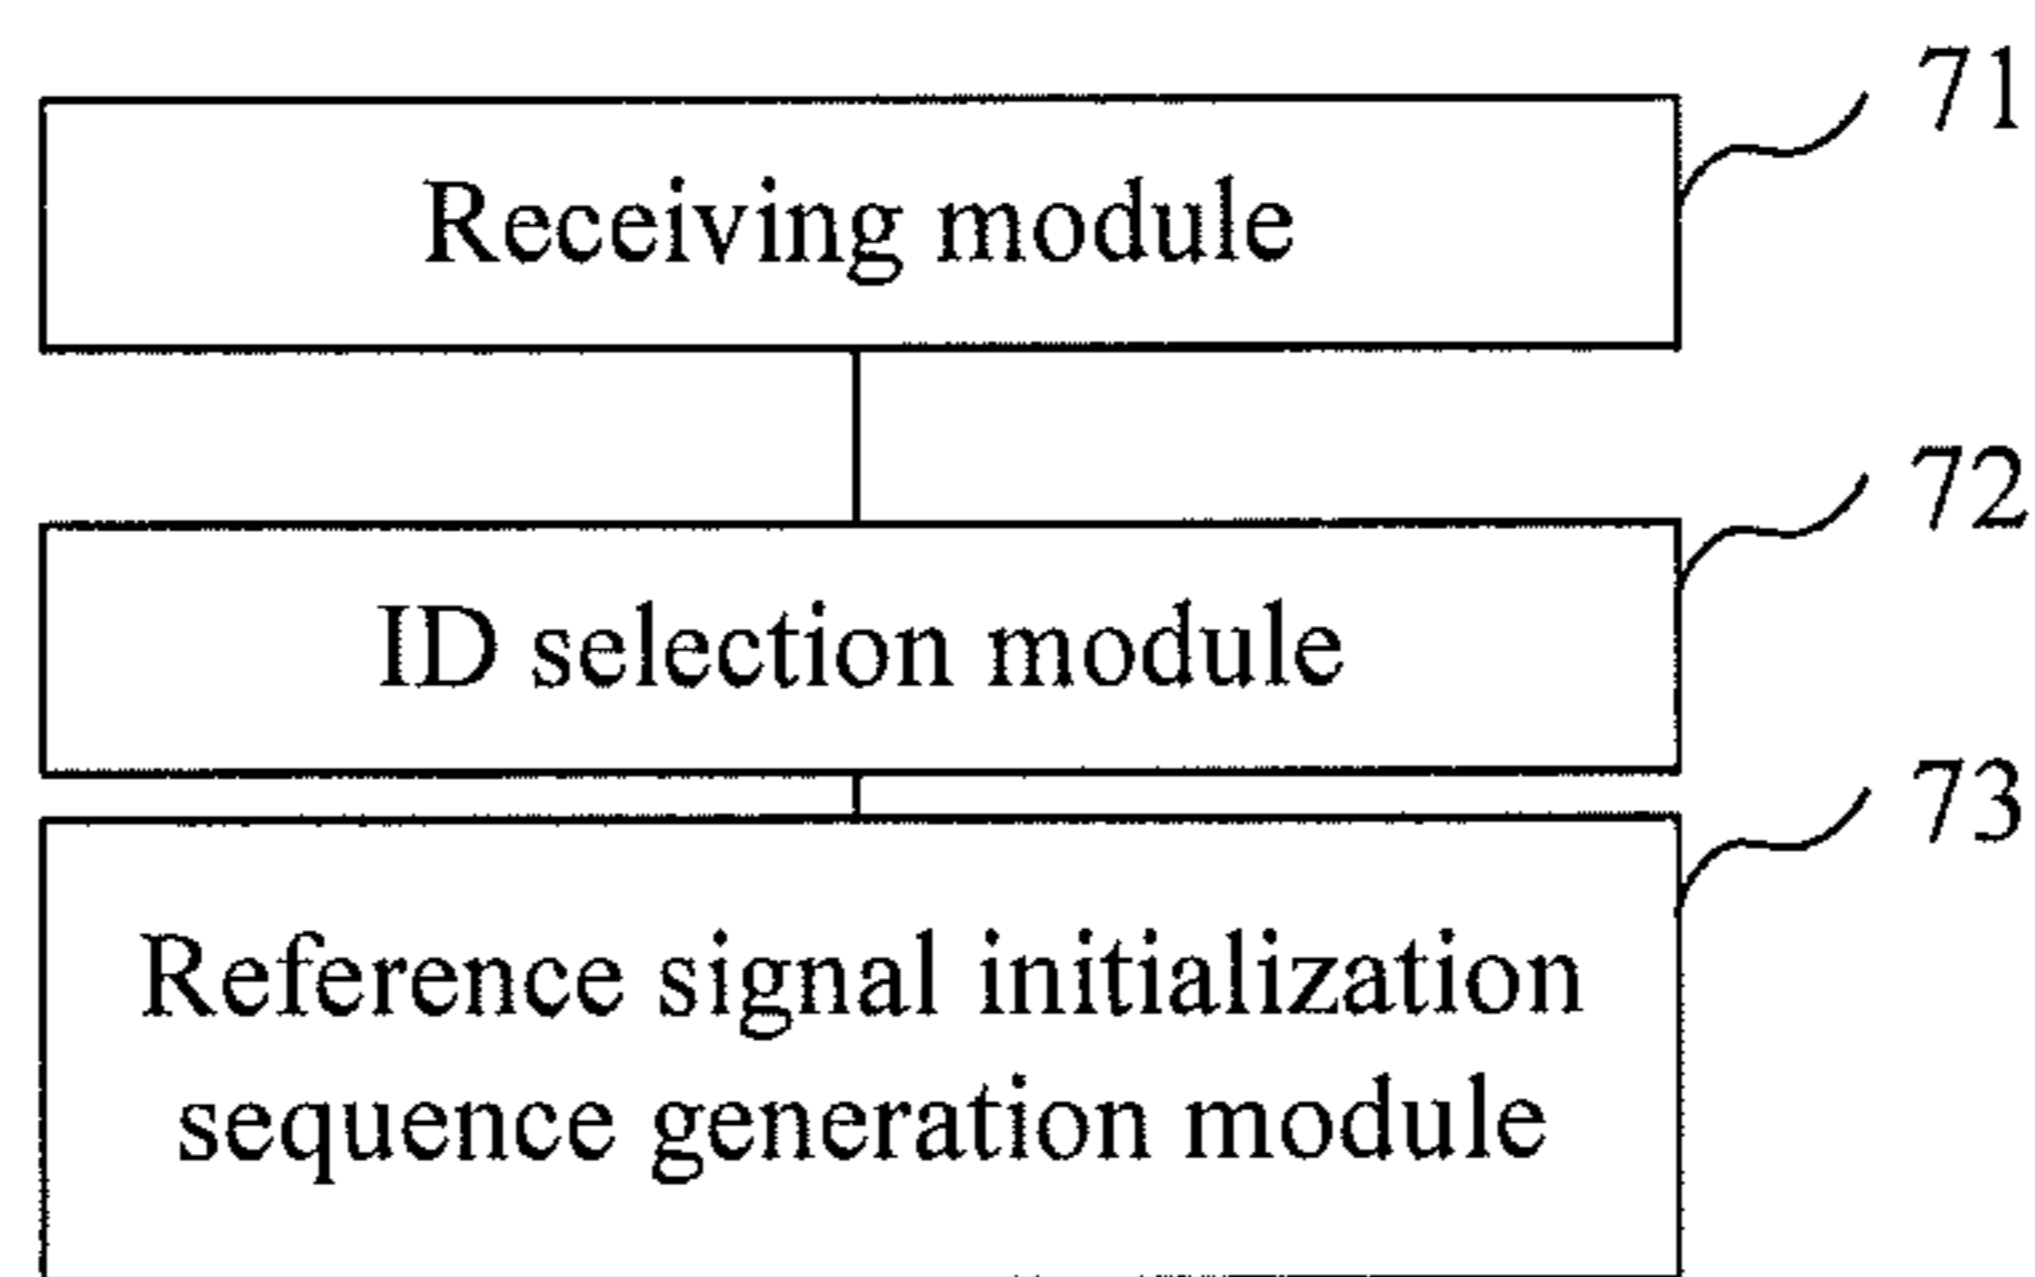 71
Receiving module
72
ID selection module
73
Reference signal initialization
sequence generation module